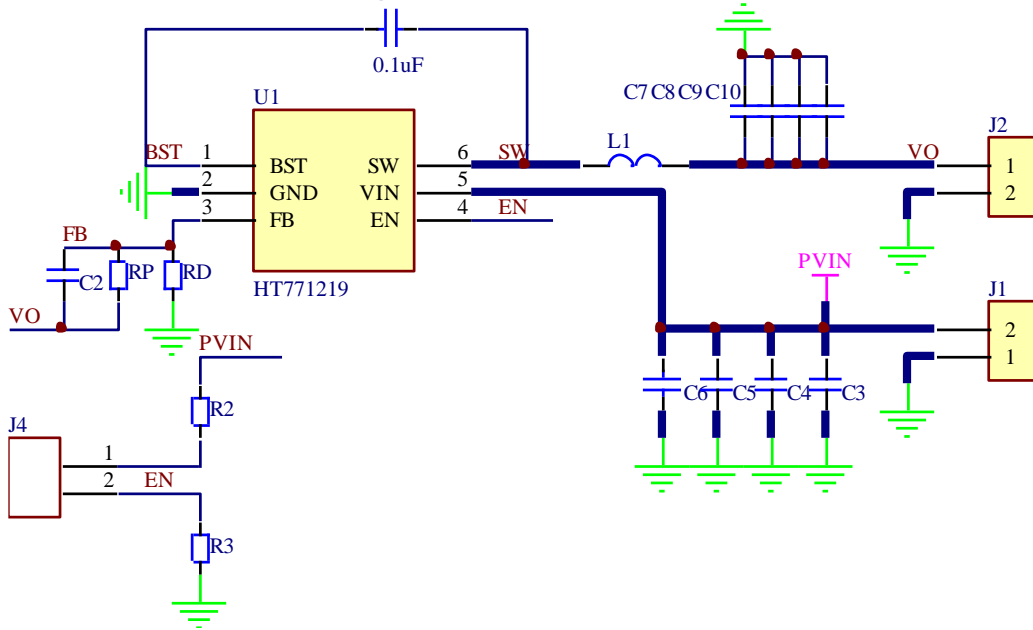 0.1uF
U1
C7 C8 C9 C10
J2
BST
1
BST
SW
6
SW
L1
VO
1
2
GND
VIN
5
2
3
FB
EN
4
EN
FB
C2
RP
RD
HT771219
PVIN
J1
VO
2
PVIN
1
R2
C6
C5
C4
C3
J4
1
2
EN
R3